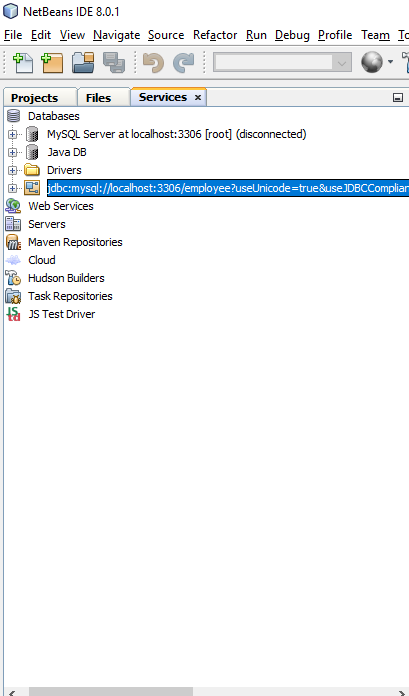 NetBeans IDE 8.0.1
File Edit View Navigate Source Refactor Run Debug Profile Team
Projects Files Services ×
Databases
MySQL Server at localhost:3306 [root] (disconnected)
Java DB
Drivers
jdbc:mysql://localhost:3306/employee?useUnicode=true&useJDBCComplian
Web Services
Servers
Maven Repositories
Cloud
Hudson Builders
Task Repositories
JS Test Driver